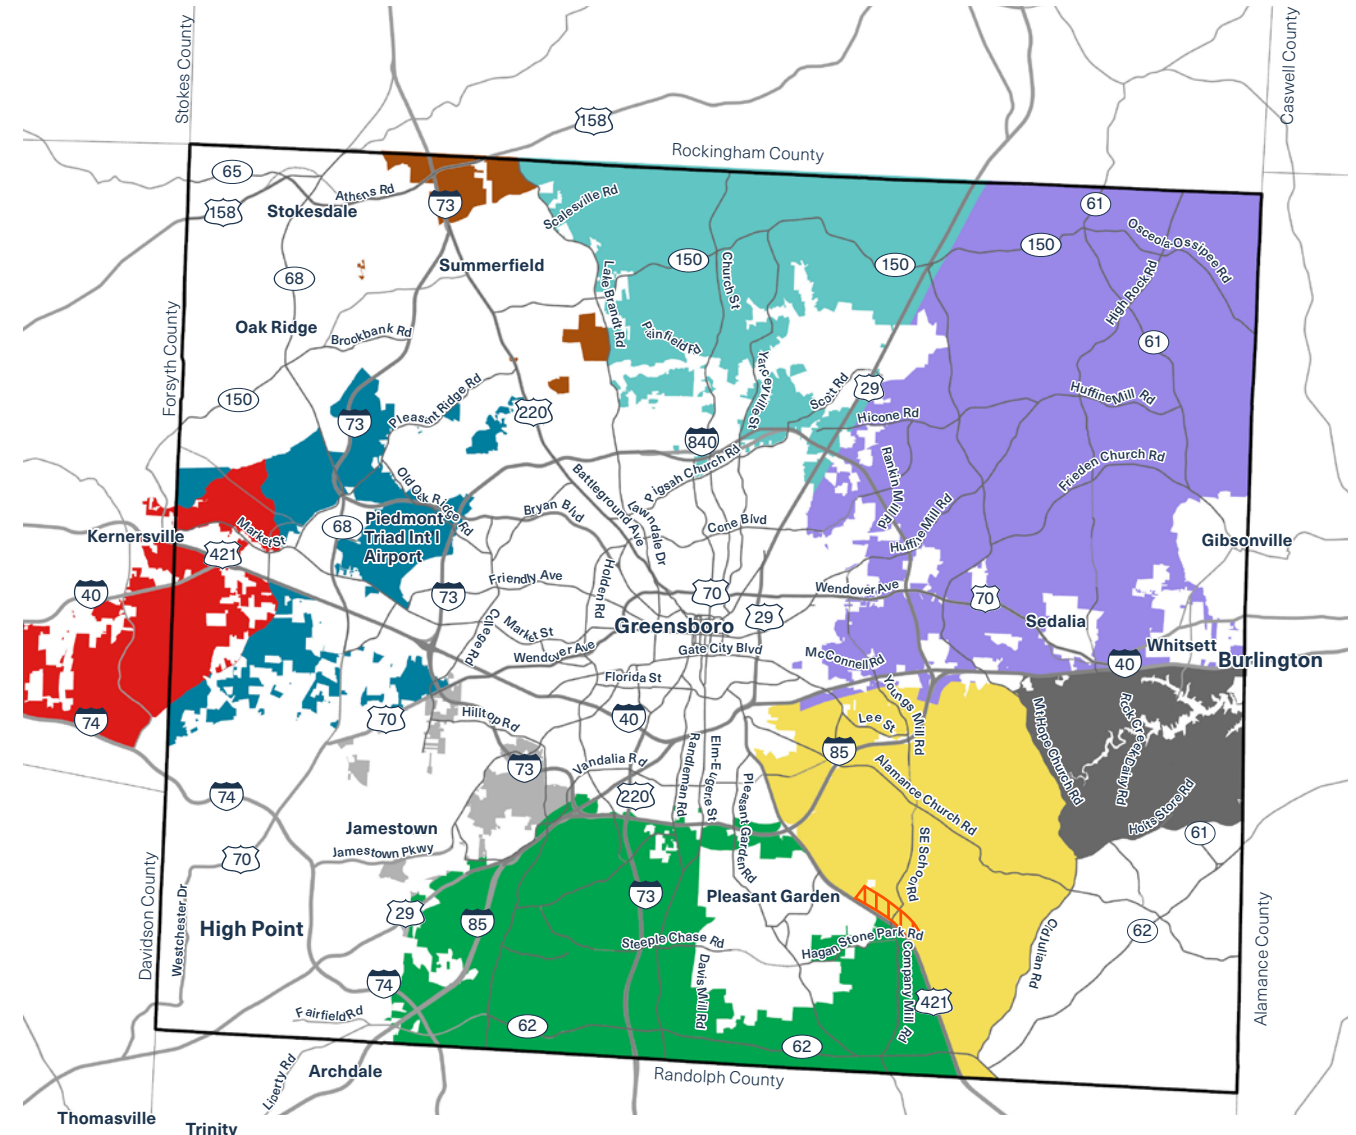 Stokes County
Caswell County
158
Rockingham County
65
Athens Rd
158
Stokesdale
73
Scalesville Rd
61
Osceola-Ossipee Rd
150
150
150
Summerfield
68
Lake Brandt Rd
Church St
High Rock Rd
Forsyth County
Oak Ridge
Brookbank Rd
61
Yanceyville St
Scott Rd
29
Pleasant Ridge Rd
150
220
Huffine Mill Rd
Hicone Rd
73
840
Pisgah Church Rd
Frieden Church Rd
Old Oak Ridge Rd
Battleground Ave
Rankin Mill Rd
Lawndale Dr
Bryan Blvd
Cone Blvd
Huffine Mill Rd
68
Piedmont
Triad Int l
Airport
Market St
Kernersville
421
Gibsonville
40
73
Friendly Ave
Holden Rd
70
29
Wendover Ave
70
Greensboro
Sedalia
College Rd
Market St
Wendover Ave
Gate City Blvd
McConnell Rd
Whitsett
Burlington
40
Florida St
Youngs Mill Rd
74
70
Hilltop Rd
40
Lee St
85
Mt Hope Church Rd
Rock Creek Dairy Rd
Randleman Rd
Elm-Eugene St
Vandalia Rd
73
220
Pleasant Garden Rd
Alamance Church Rd
74
Holts Store Rd
61
Jamestown
Jamestown Pkwy
70
SE School Rd
Davidson County
Westchester Dr
73
Pleasant Garden
29
85
High Point
Steeple Chase Rd
Hagan Stone Park Rd
62
Old Julian Rd
Alamance County
Davis Mill Rd
Company Mill Rd
74
421
Fairfield Rd
62
62
Liberty Rd
Archdale
Randolph County
Thomasville
Trinity